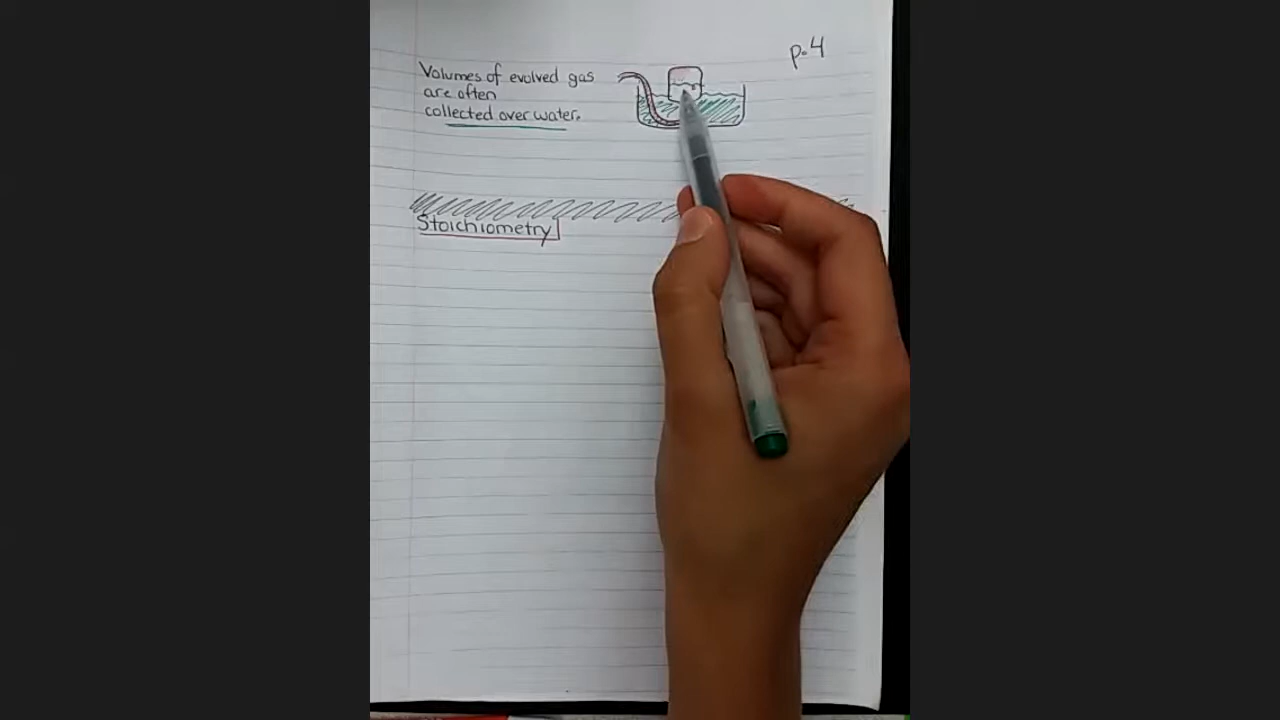 p.4
Volumes of evolved gas
are often
collected over water.
Stoichiometry